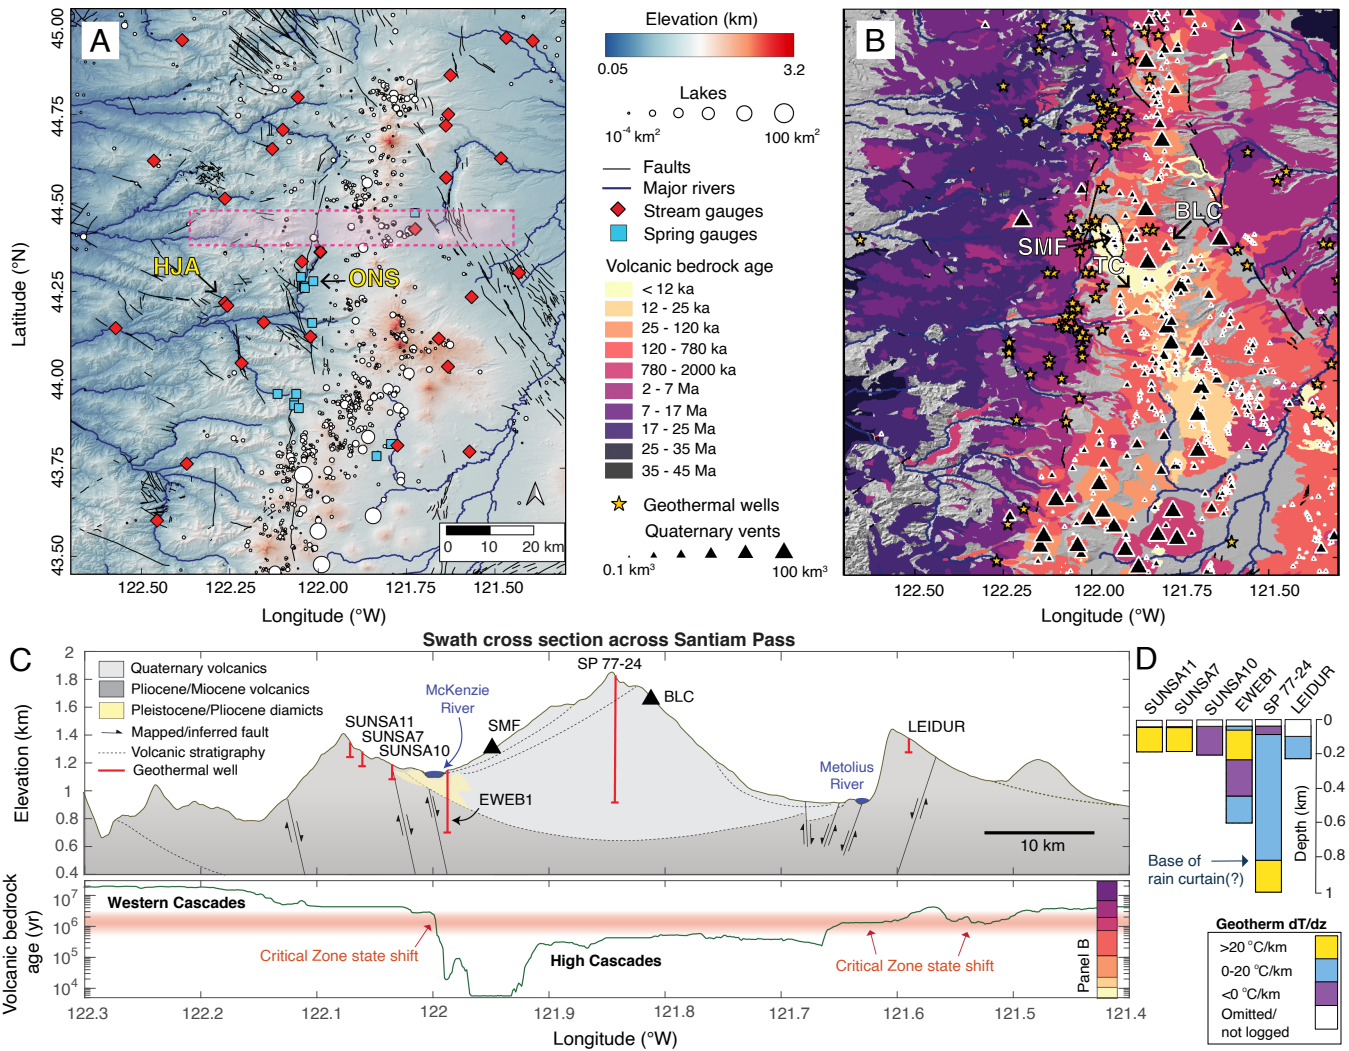 A
45.00
44.75
44.50
44.25
44.00
43.75
43.50
Latitude (°N)
HJA
ONS
0 10 20 km
122.50 122.25 122.00 121.75 121.50
Longitude (°W)
Elevation (km)
0.05 3.2
Lakes
10⁻⁴ km² 100 km²
Faults
Major rivers
Stream gauges
Spring gauges
Volcanic bedrock age
< 12 ka
12 - 25 ka
25 - 120 ka
120 - 780 ka
780 - 2000 ka
2 - 7 Ma
7 - 17 Ma
17 - 25 Ma
25 - 35 Ma
35 - 45 Ma
Geothermal wells
Quaternary vents
0.1 km³ 100 km³
B
BLC
SMF
TC
122.50 122.25 122.00 121.75 121.50
Longitude (°W)
C
Swath cross section across Santiam Pass
Elevation (km)
2
1.8
1.6
1.4
1.2
1
0.8
0.6
0.4
Quaternary volcanics
Pliocene/Miocene volcanics
Pleistocene/Pliocene diamicts
Mapped/inferred fault
Volcanic stratigraphy
Geothermal well
SUNSA11
SUNSA7
SUNSA10
McKenzie
River
SMF
EWEB1
SP 77-24
BLC
Metolius
River
LEIDUR
10 km
Volcanic bedrock
age (yr)
10⁷
10⁶
10⁵
10⁴
Western Cascades
Critical Zone state shift
High Cascades
Critical Zone state shift
Panel B
122.3 122.2 122.1 122 121.9 121.8 121.7 121.6 121.5 121.4
Longitude (°W)
D
SUNSA11
SUNSA7
SUNSA10
EWEB1
SP 77-24
LEIDUR
0
0.2
0.4
0.6
0.8
1
Depth (km)
Base of
rain curtain(?)
Geotherm dT/dz
>20 °C/km
0-20 °C/km
<0 °C/km
Omitted/
not logged